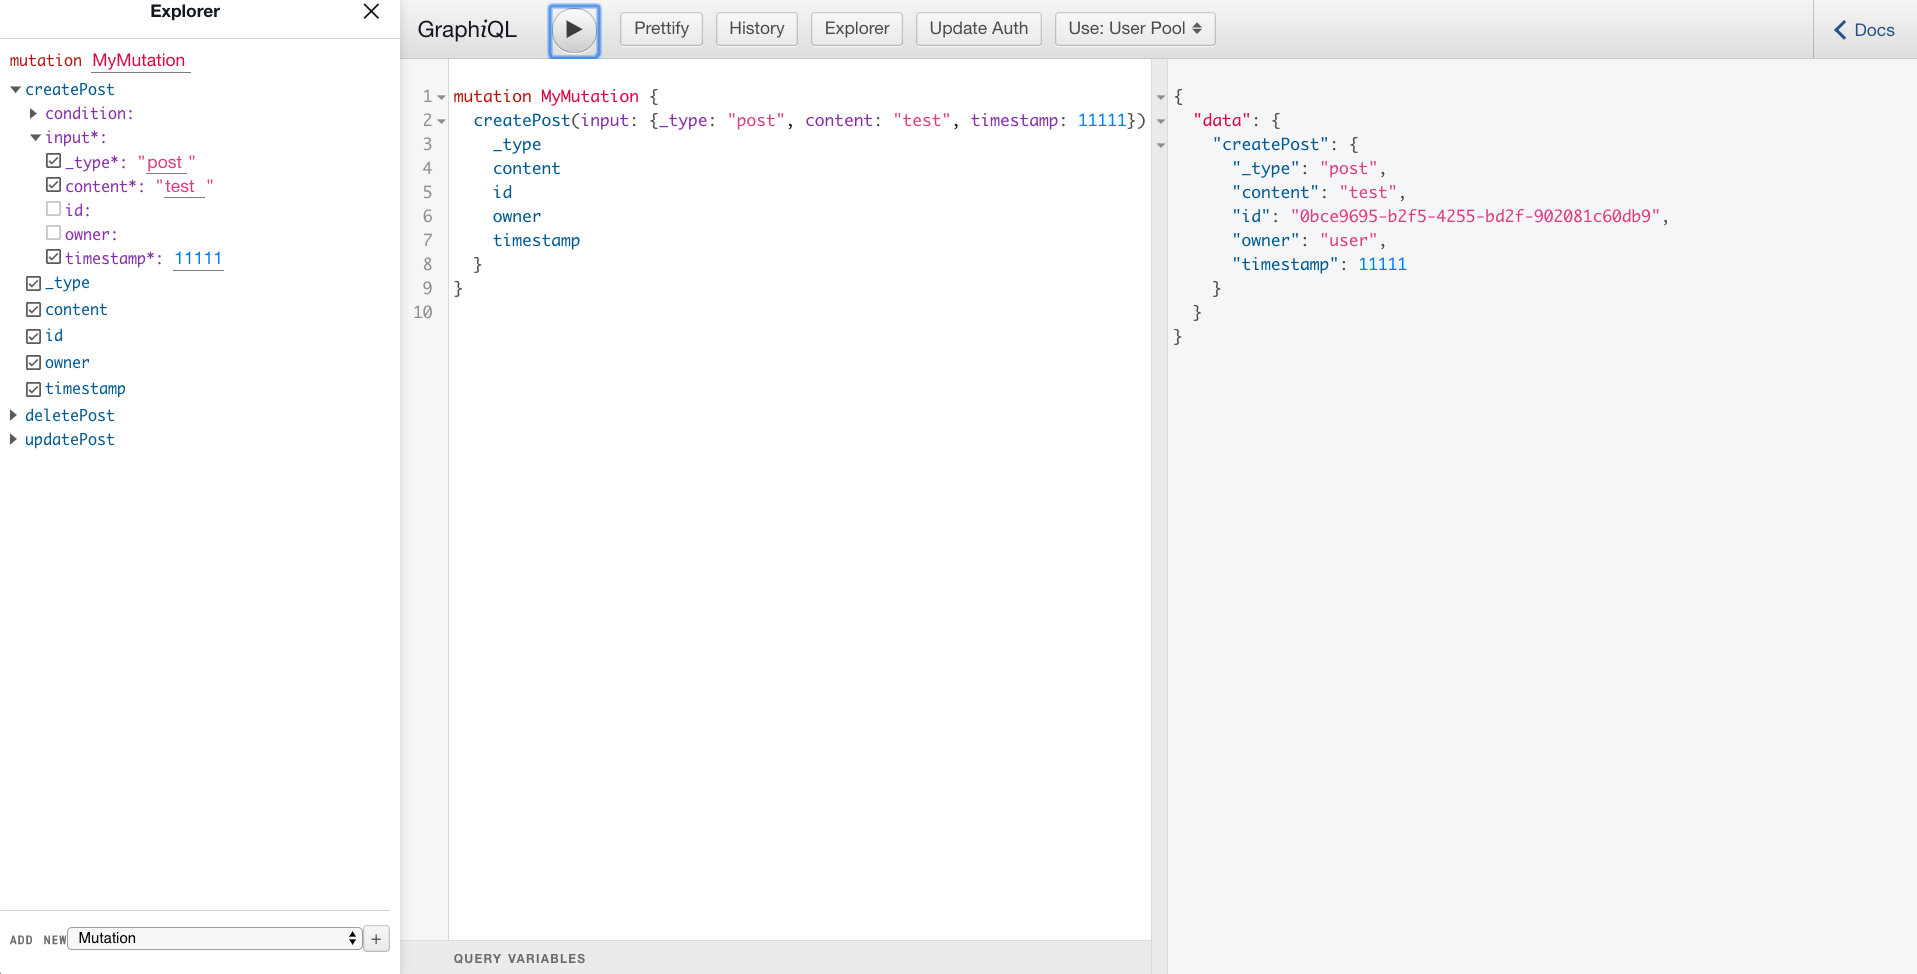 Explorer
mutation MyMutation
createPost
condition:
input*:
_type*: "post "
content*: "test "
id:
owner:
timestamp*: 11111
_type
content
id
owner
timestamp
deletePost
updatePost
ADD NEW Mutation +
GraphiQL Prettify History Explorer Update Auth Use: User Pool Docs
1 mutation MyMutation {
2 createPost(input: {_type: "post", content: "test", timestamp: 11111})
3 _type
4 content
5 id
6 owner
7 timestamp
8 }
9 }
10
QUERY VARIABLES
{
"data": {
"createPost": {
"_type": "post",
"content": "test",
"id": "0bce9695-b2f5-4255-bd2f-902081c60db9",
"owner": "user",
"timestamp": 11111
}
}
}